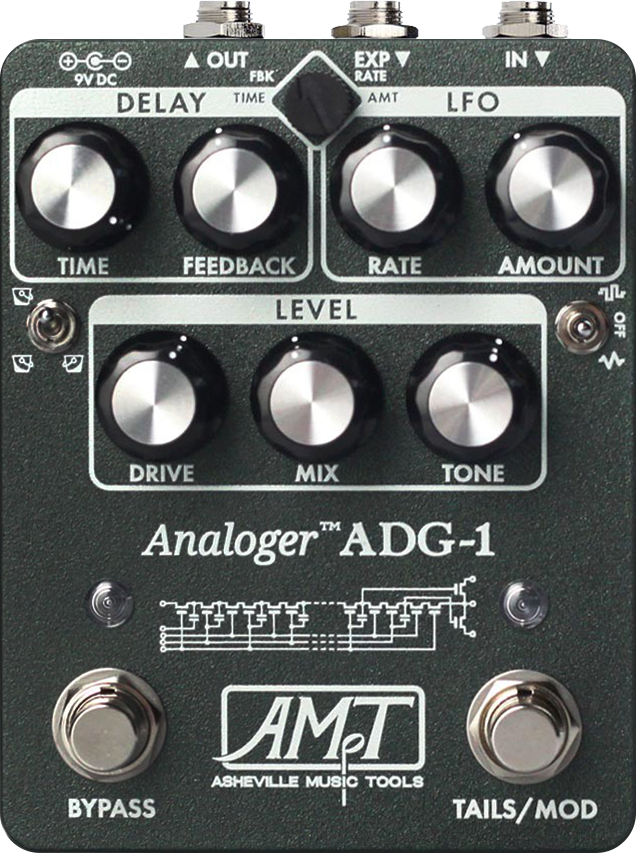 OUT EXP IN
9V DC FBK RATE
DELAY TIME AMT LFO
TIME FEEDBACK RATE AMOUNT
LEVEL OFF
DRIVE MIX TONE
Analoger™ ADG-1
AMT
ASHEVILLE MUSIC TOOLS
BYPASS TAILS/MOD